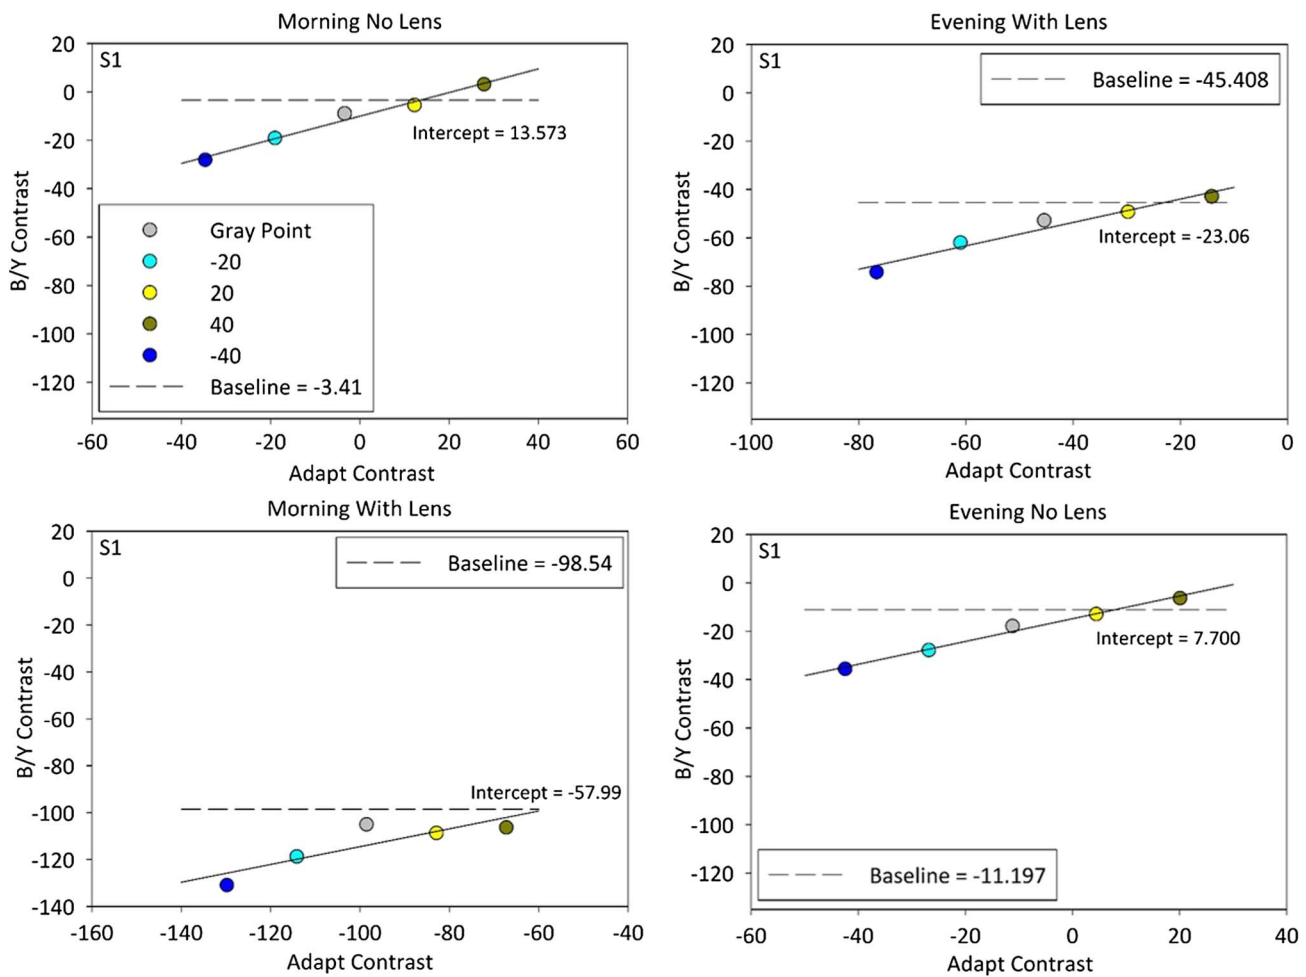 Morning No Lens
S1
20
0
-20
-40
-60
-80
-100
-120
B/Y Contrast
Intercept = 13.573
Gray Point
-20
20
40
-40
Baseline = -3.41
-60 -40 -20 0 20 40 60
Adapt Contrast
Evening With Lens
S1
20
0
-20
-40
-60
-80
-100
-120
B/Y Contrast
Baseline = -45.408
Intercept = -23.06
-100 -80 -60 -40 -20 0
Adapt Contrast
Morning With Lens
S1
20
0
-20
-40
-60
-80
-100
-120
-140
B/Y Contrast
Baseline = -98.54
Intercept = -57.99
-160 -140 -120 -100 -80 -60 -40
Adapt Contrast
Evening No Lens
S1
20
0
-20
-40
-60
-80
-100
-120
B/Y Contrast
Intercept = 7.700
Baseline = -11.197
-60 -40 -20 0 20 40
Adapt Contrast